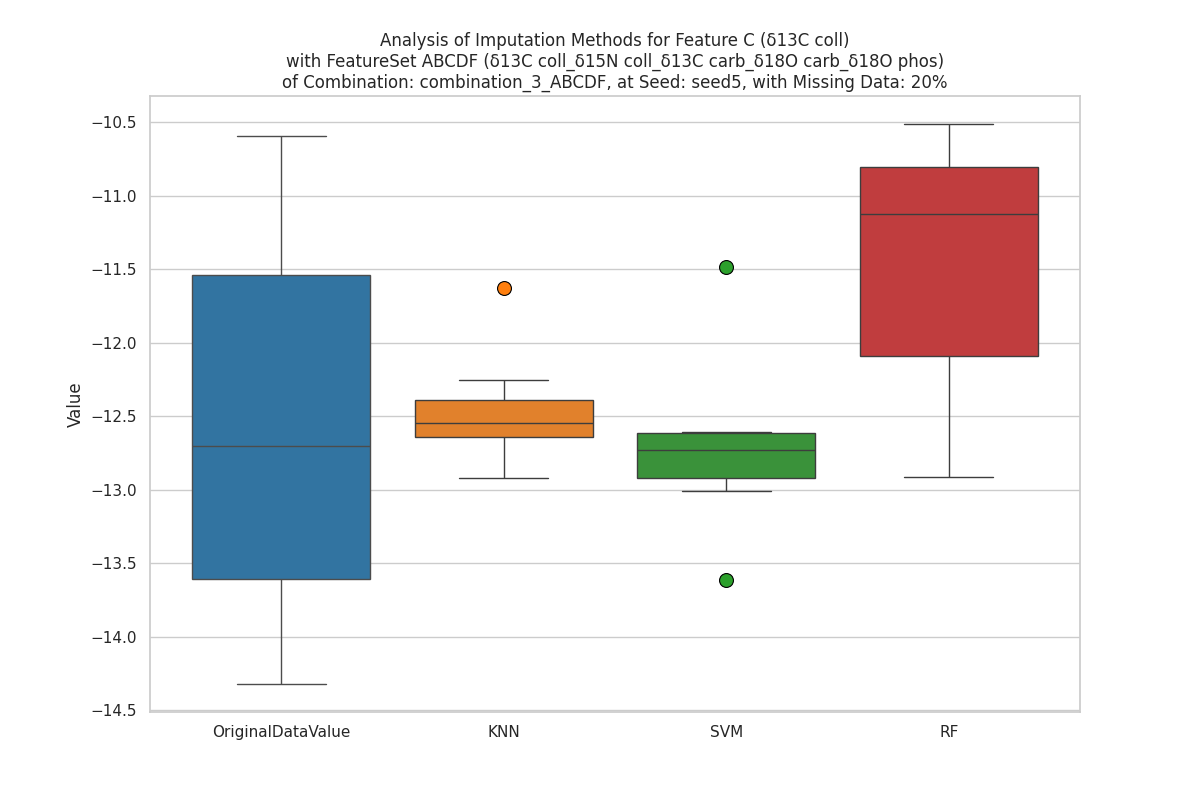 Analysis of Imputation Methods for Feature C (δ13C coll)
with FeatureSet ABCDF (δ13C coll_δ15N coll_δ13C carb_δ18O carb_δ18O phos)
of Combination: combination_3_ABCDF, at Seed: seed5, with Missing Data: 20%
−10.5
−11.0
−11.5
−12.0
−12.5
−13.0
−13.5
−14.0
−14.5
Value
OriginalDataValue
KNN
SVM
RF